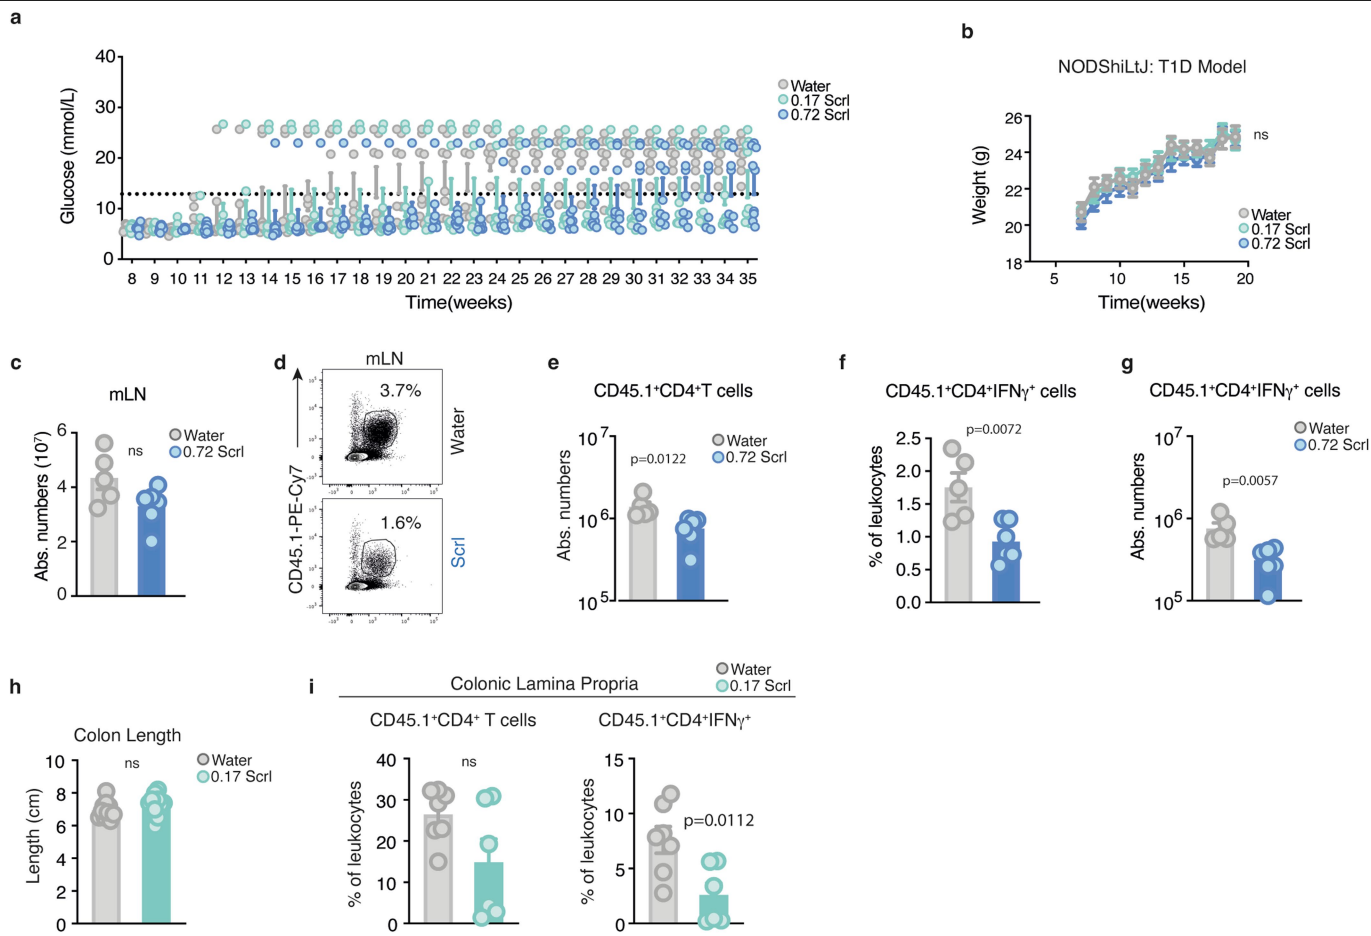 a
40
30
20
10
0
Glucose (mmol/L)
8 9 10 11 12 13 14 15 16 17 18 19 20 21 22 23 24 25 26 27 28 29 30 31 32 33 34 35
Time(weeks)
Water
0.17 Scrl
0.72 Scrl
b
NODShiLtJ: T1D Model
26
24
22
20
18
Weight (g)
5 10 15 20
Time(weeks)
ns
Water
0.17 Scrl
0.72 Scrl
c
mLN
6
4
2
0
Abs. numbers (10⁷)
ns
Water
0.72 Scrl
d
mLN
3.7%
Water
1.6%
Scrl
CD45.1-PE-Cy7
e
CD45.1⁺CD4⁺T cells
10⁷
10⁶
10⁵
Abs. numbers
p=0.0122
Water
0.72 Scrl
f
CD45.1⁺CD4⁺IFNγ⁺ cells
p=0.0072
2.5
2.0
1.5
1.0
0.5
0.0
% of leukocytes
g
CD45.1⁺CD4⁺IFNγ⁺ cells
10⁷
10⁶
10⁵
Abs. numbers
p=0.0057
Water
0.72 Scrl
h
Colon Length
10
8
6
4
2
0
Length (cm)
ns
Water
0.17 Scrl
i
Colonic Lamina Propria
Water
0.17 Scrl
CD45.1⁺CD4⁺ T cells
40
30
20
10
0
% of leukocytes
ns
CD45.1⁺CD4⁺IFNγ⁺
15
10
5
0
% of leukocytes
p=0.0112